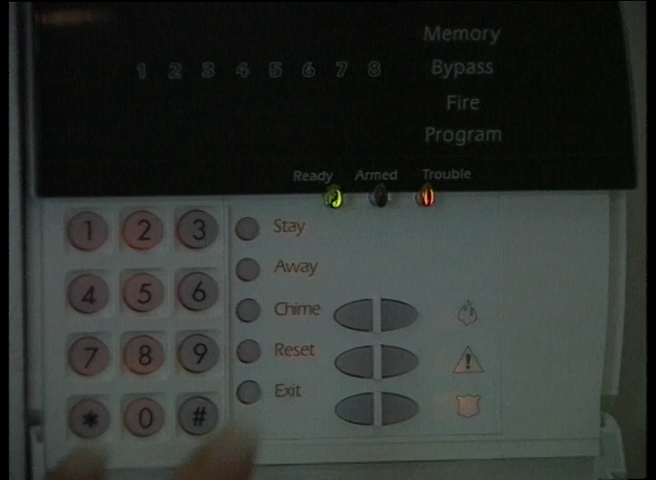 Memory
1 2 3 4 5 6 7 8 Bypass
Fire
Program
Ready Armed Trouble
1 2 3 Stay
Away
4 5 6 Chime
7 8 9 Reset
Exit
* 0 #
!